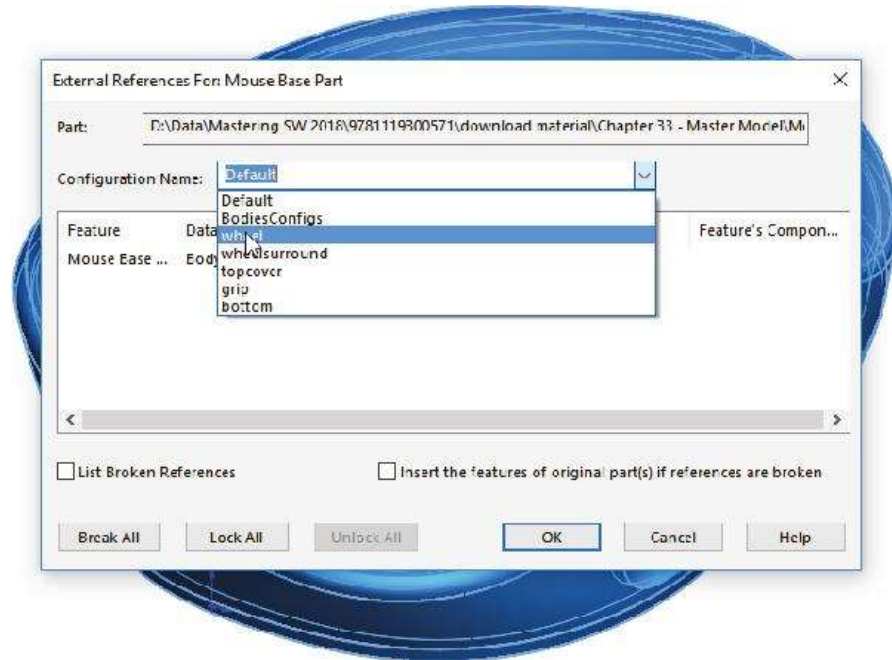 External References For: Mouse Base Part
Part: D:\Data\Mastering SW 2018\9781119300571\download material\Chapter 33 - Master Model\M
Configuration Name: Default
Default
BodiesConfigs
Feature Data Feature's Compon...
wheel
Mouse Base ... Body
wheelsurround
topcover
grip
bottom
List Broken References Insert the features of original part(s) if references are broken
Break All Lock All Unlock All OK Cancel Help